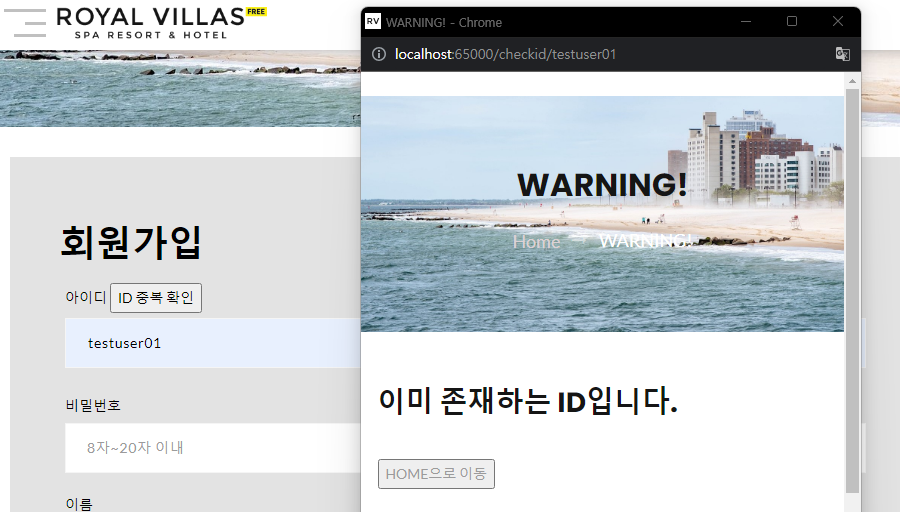 ROYAL VILLAS FREE
SPA RESORT & HOTEL
회원가입
아이디 ID 중복 확인
testuser01
비밀번호
8자~20자 이내
이름
RV WARNING! - Chrome
localhost:65000/checkid/testuser01
WARNING!
Home WARNING!
이미 존재하는 ID입니다.
HOME으로 이동